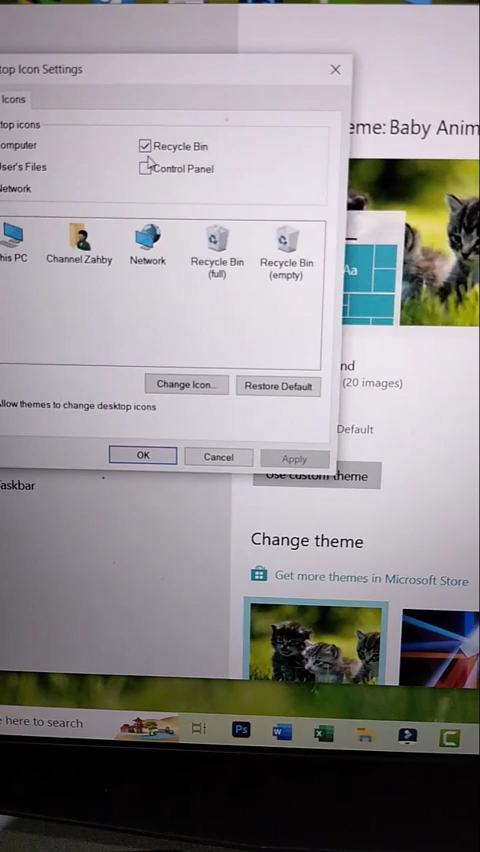 top Icon Settings
Icons
top icons
omputer
Recycle Bin
ser's Files
Control Panel
Network
his PC
Channel Zahby
Network
Recycle Bin
(full)
Recycle Bin
(empty)
Change Icon...
Restore Default
llow themes to change desktop icons
OK
Cancel
Apply
askbar
eme: Baby Anim
Aa
nd
(20 images)
Default
Use custom theme
Change theme
Get more themes in Microsoft Store
here to search
Ps
W
X
C